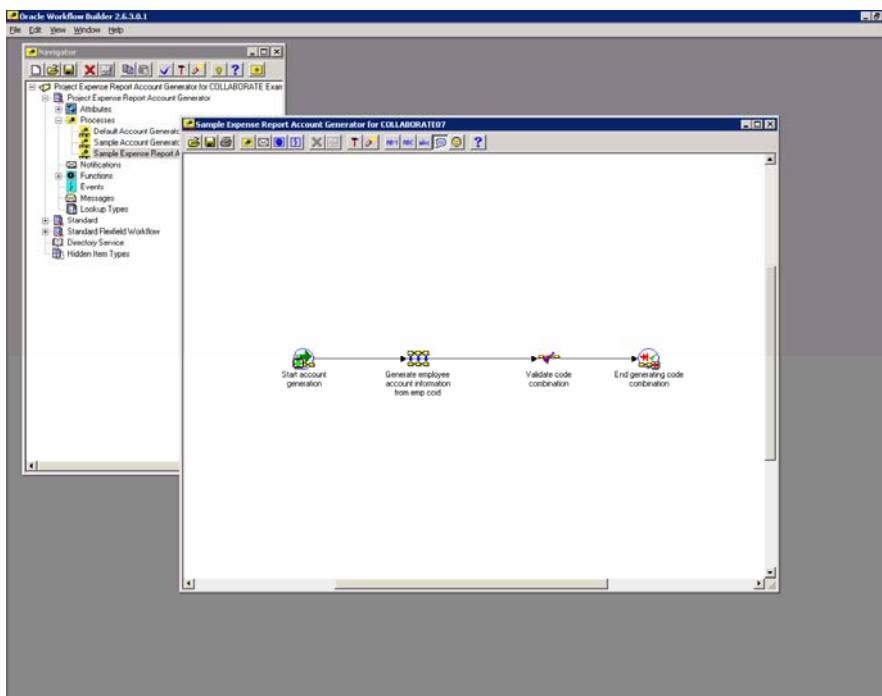 Oracle Workflow Builder 2.6.3.0.1
File Edit View Window Help
Navigator
Project Expense Report Account Generator for COLLABORATE Exam
Project Expense Report Account Generator
Attributes
Processes
Default Account Generato
Sample Account Generato
Sample Expense Report A
Notifications
Functions
Events
Messages
Lookup Types
Standard
Standard Flexfield Workflow
Directory Service
Hidden Item Types
Sample Expense Report Account Generator for COLLABORATE07
Start account
generation
Generate employee
account information
from emp ccid
Validate code
combination
End generating code
combination